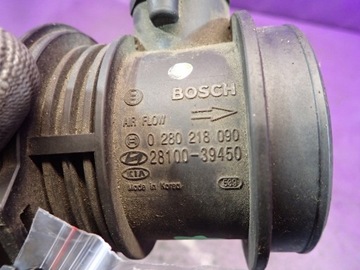 BOSCH
AIR FLOW
0 280 218 090
28100-39450
KIA
Made in Korea